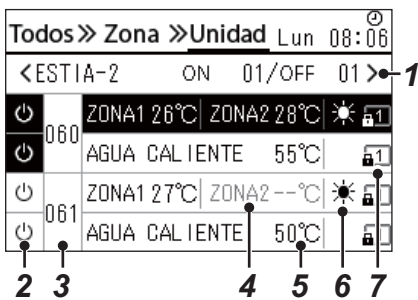 Todos» Zona »Unidad Lun 08:06
<ESTIA-2 ON 01/OFF 01> 1
060 ZONA1 26℃ ZONA2 28℃ 1
AGUA CALIENTE 55℃ 1
061 ZONA1 27℃ ZONA2 --℃
AGUA CALIENTE 50℃
2 3 4 5 6 7